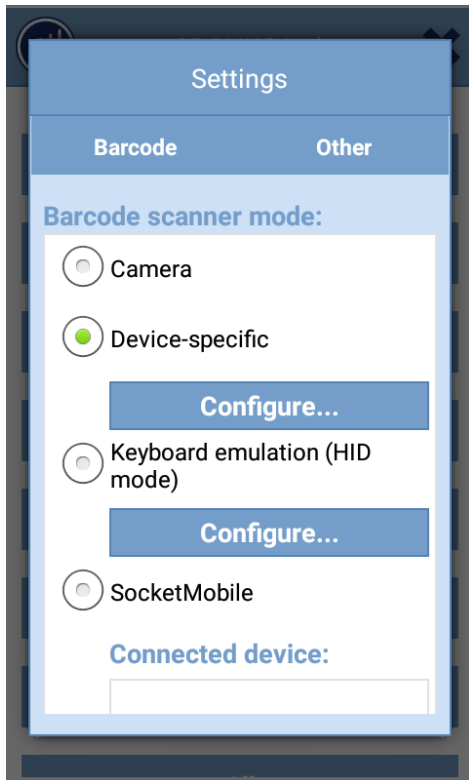 Settings
Barcode Other
Barcode scanner mode:
Camera
Device-specific
Configure...
Keyboard emulation (HID
mode)
Configure...
SocketMobile
Connected device: